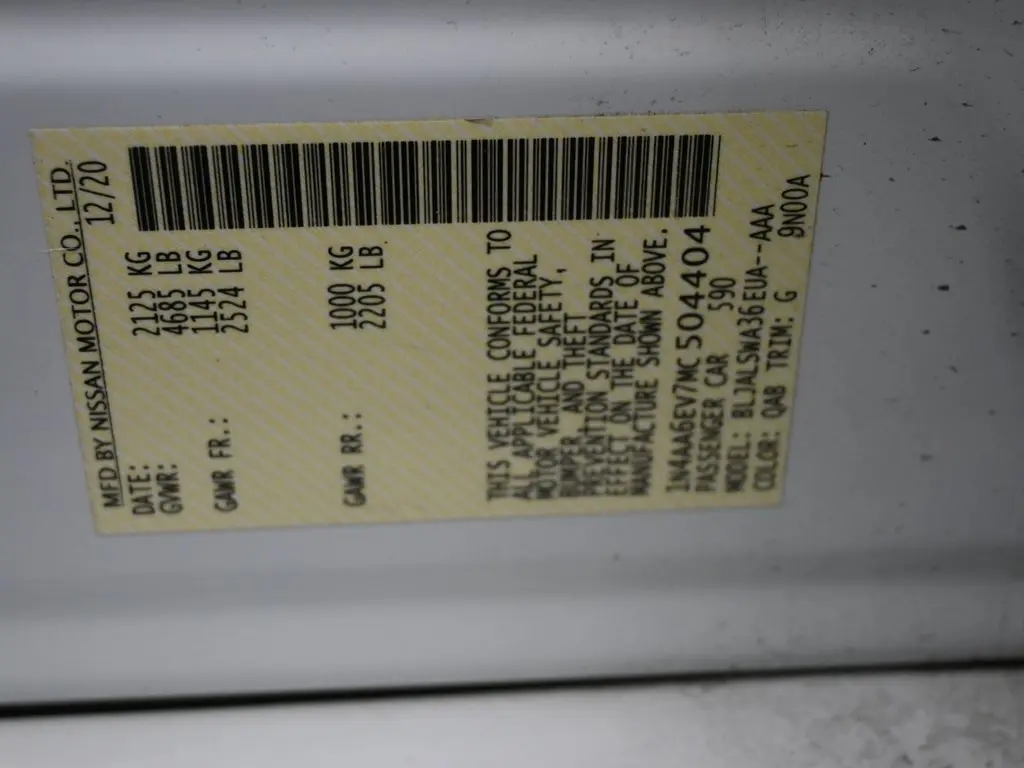 MFD BY NISSAN MOTOR CO., LTD.
DATE: 12/20
GVWR: 2125 KG
4685 LB
GAWR FR.: 1145 KG
2524 LB
GAWR RR.: 1000 KG
2205 LB
THIS VEHICLE CONFORMS TO
ALL APPLICABLE FEDERAL
MOTOR VEHICLE SAFETY,
BUMPER, AND THEFT
PREVENTION STANDARDS IN
EFFECT ON THE DATE OF
MANUFACTURE SHOWN ABOVE.
1N4AA6EV7MC504404
PASSENGER CAR 590
MODEL: BLJALSWA36EUA--AAA
COLOR: QAB TRIM: G 9N00A